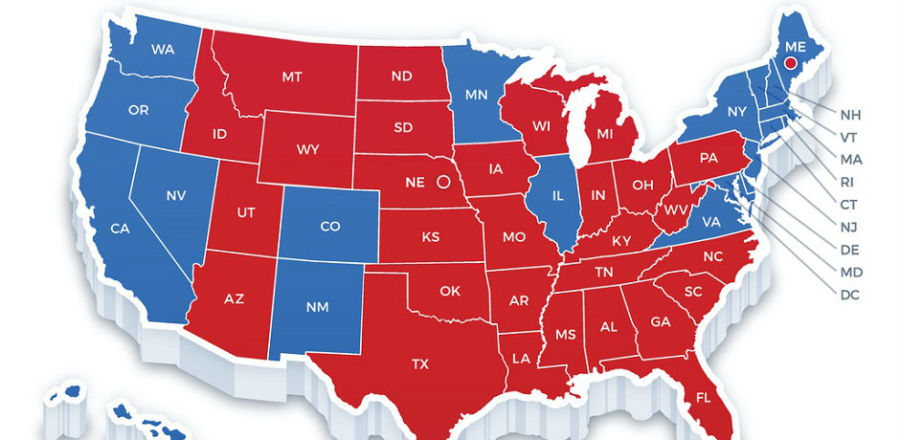 WA
ME
MT
ND
MN
OR
NY
NH
SD
WI
MI
ID
VT
WY
PA
MA
IA
NE
RI
OH
IL
IN
NV
CT
UT
WV
VA
CO
NJ
CA
KS
MO
KY
DE
NC
TN
MD
OK
SC
DC
AZ
AR
NM
GA
AL
MS
LA
TX
FL